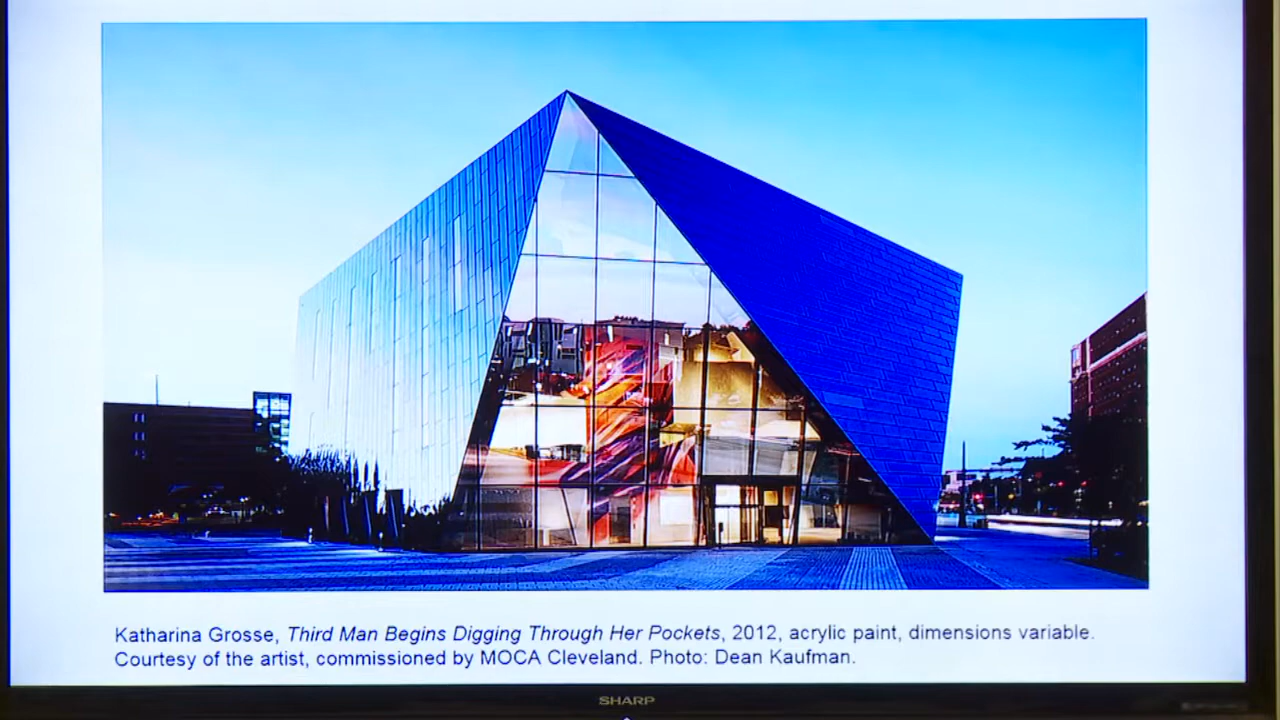 Katharina Grosse, Third Man Begins Digging Through Her Pockets, 2012, acrylic paint, dimensions variable.
Courtesy of the artist, commissioned by MOCA Cleveland. Photo: Dean Kaufman.
SHARP